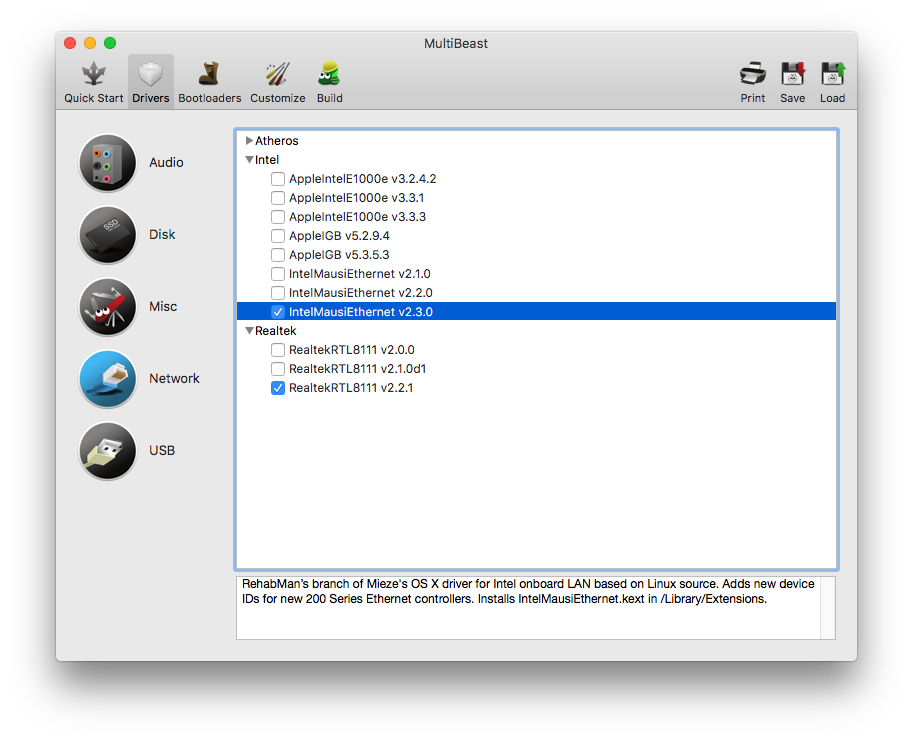 MultiBeast
Quick Start Drivers Bootloaders Customize Build Print Save Load
Audio
Disk
SSD
Misc
Network
USB
Atheros
Intel
AppleIntelE1000e v3.2.4.2
AppleIntelE1000e v3.3.1
AppleIntelE1000e v3.3.3
AppleIGB v5.2.9.4
AppleIGB v5.3.5.3
IntelMausiEthernet v2.1.0
IntelMausiEthernet v2.2.0
IntelMausiEthernet v2.3.0
Realtek
RealtekRTL8111 v2.0.0
RealtekRTL8111 v2.1.0d1
RealtekRTL8111 v2.2.1
RehabMan's branch of Mieze's OS X driver for Intel onboard LAN based on Linux source. Adds new device
IDs for new 200 Series Ethernet controllers. Installs IntelMausiEthernet.kext in /Library/Extensions.